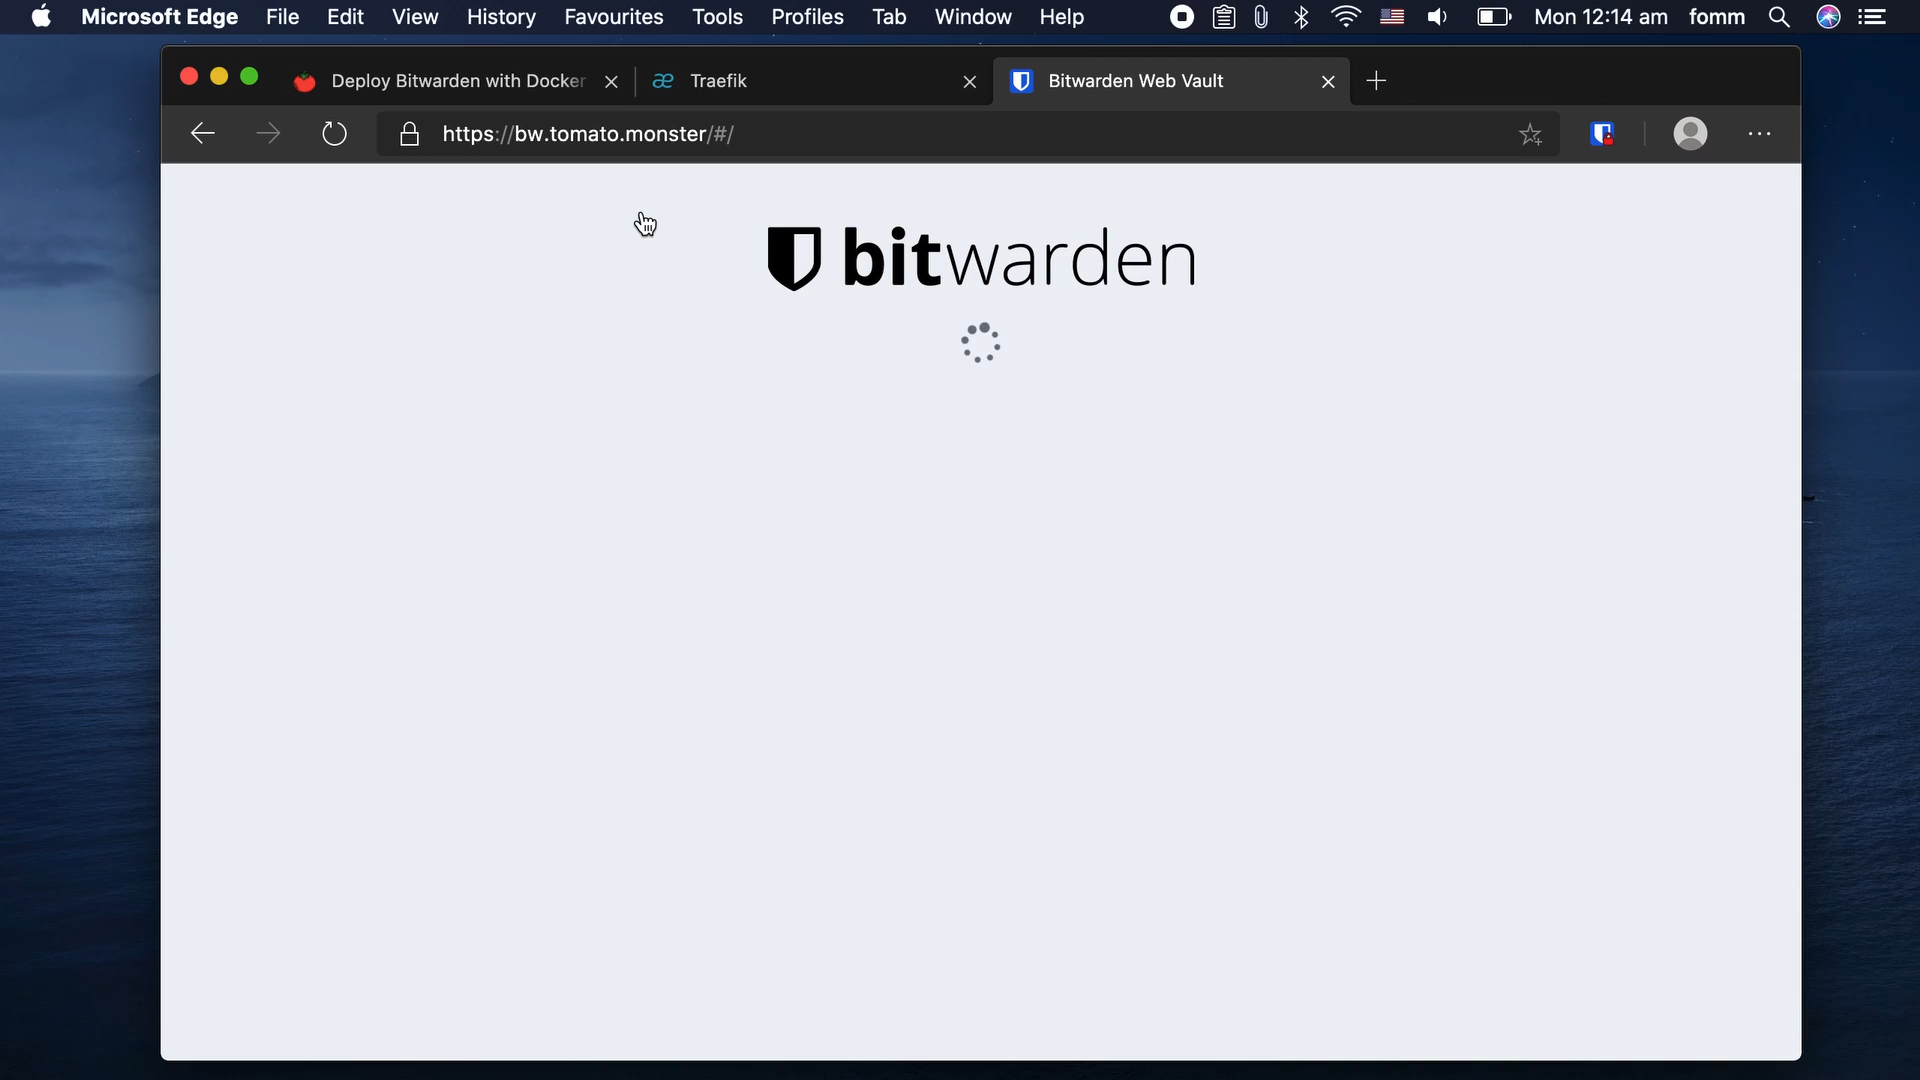 Microsoft Edge File Edit View History Favourites Tools Profiles Tab Window Help Mon 12:14 am fomm
Deploy Bitwarden with Docker Traefik Bitwarden Web Vault
https://bw.tomato.monster/#/
bitwarden